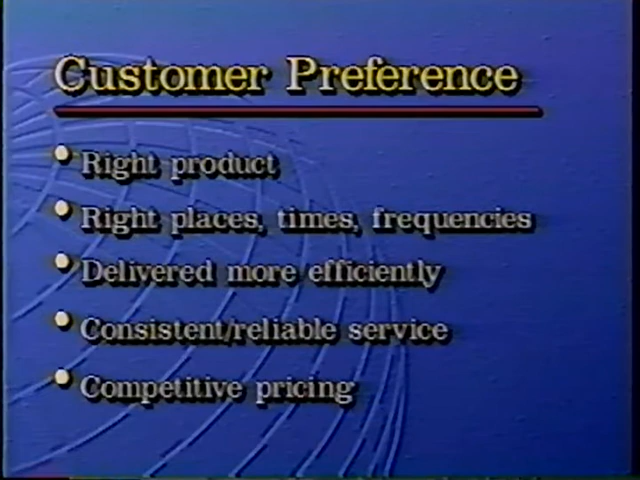 Customer Preference
• Right product
• Right places, times, frequencies
• Delivered more efficiently
• Consistent/reliable service
• Competitive pricing